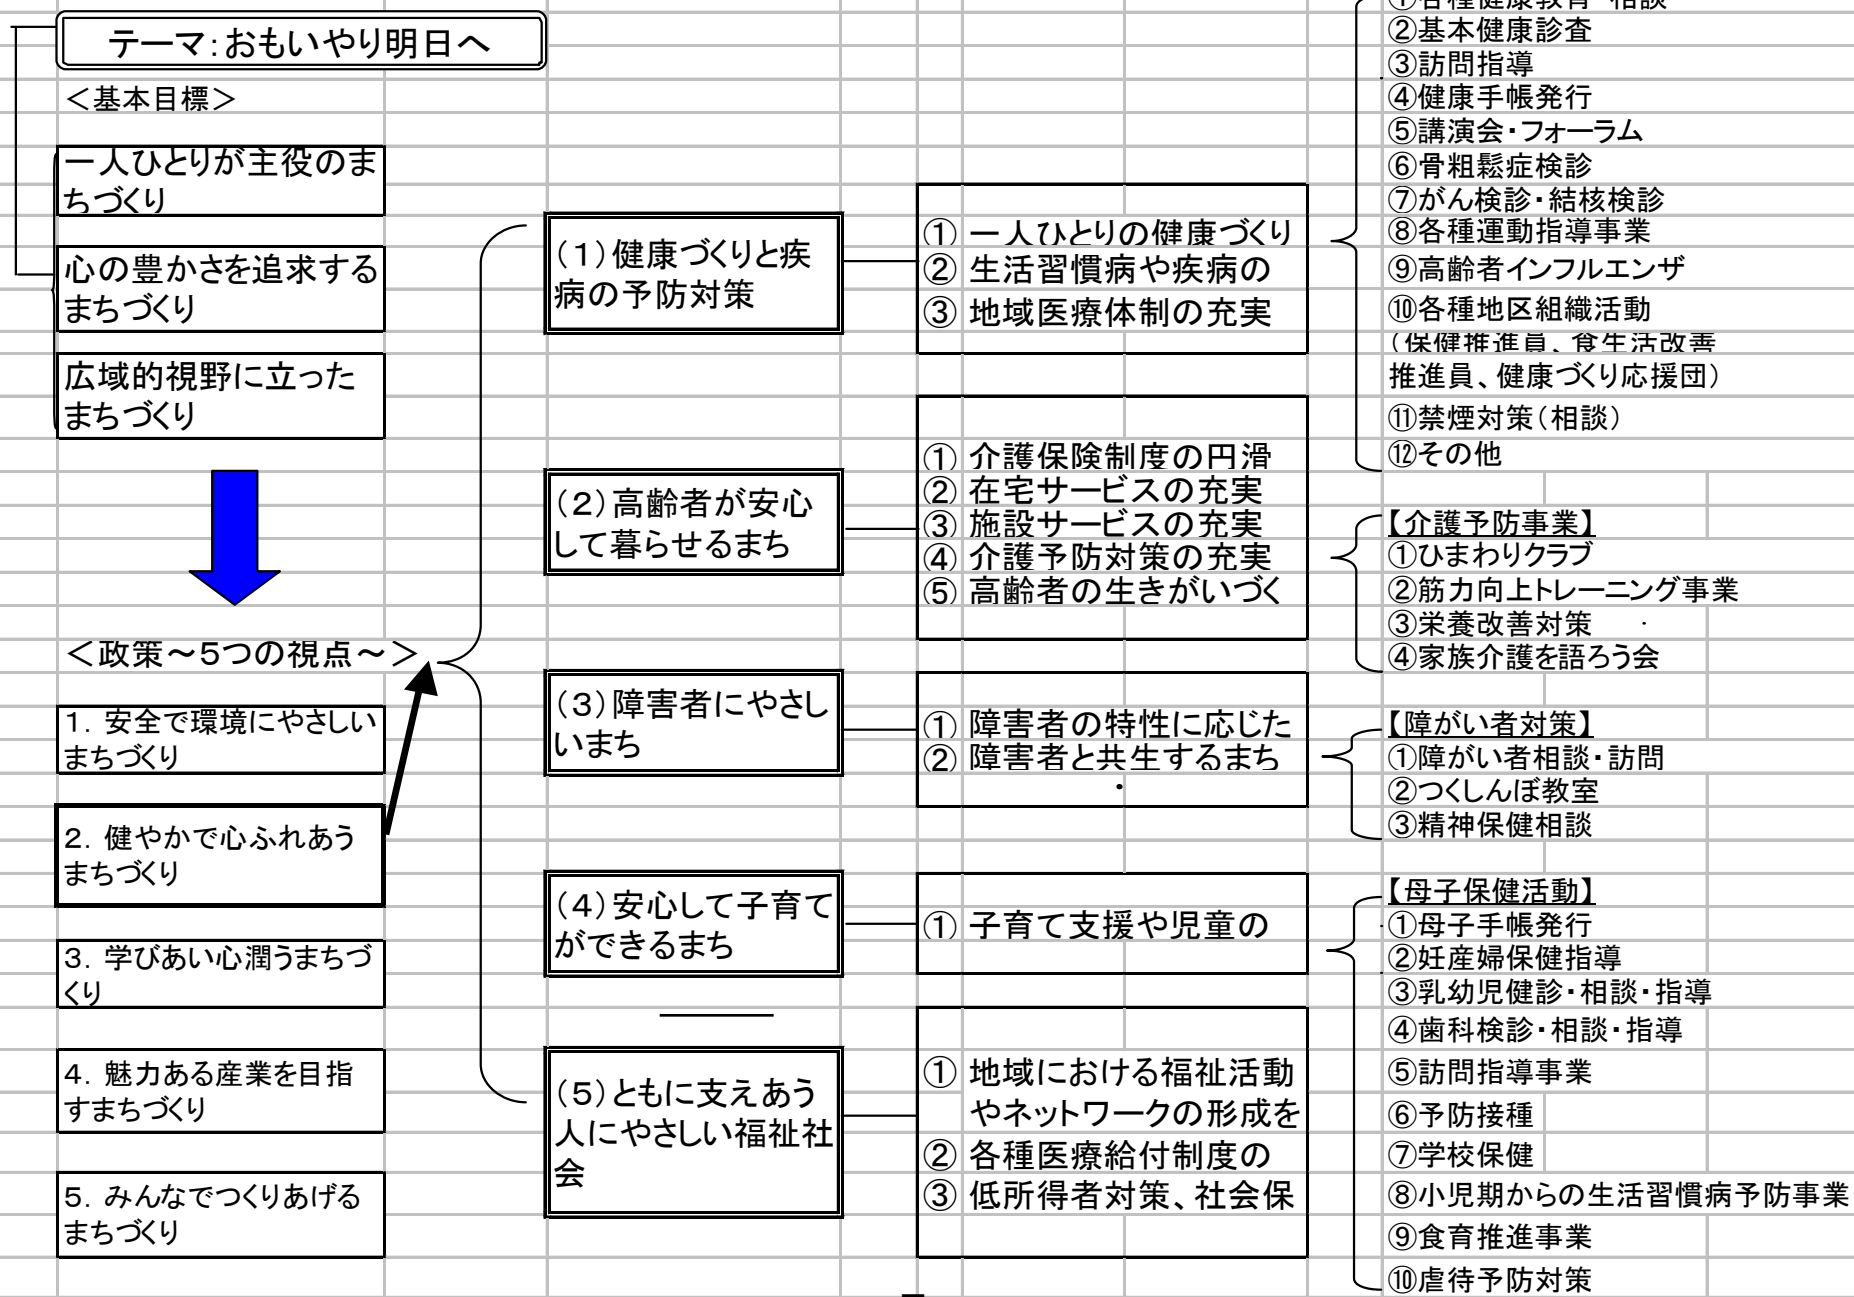 テーマ：おもいやり明日へ
＜基本目標＞
一人ひとりが主役のま
ちづくり
心の豊かさを追求する
まちづくり
広域的視野に立った
まちづくり
＜政策～5つの視点～＞
1．安全で環境にやさしい
まちづくり
2．健やかで心ふれあう
まちづくり
3．学びあい心潤うまちづ
くり
4．魅力ある産業を目指
すまちづくり
5．みんなでつくりあげる
まちづくり
（1）健康づくりと疾
病の予防対策
（2）高齢者が安心
して暮らせるまち
（3）障害者にやさし
いまち
（4）安心して子育て
ができるまち
（5）ともに支えあう
人にやさしい福祉社
会
① 一人ひとりの健康づくり
② 生活習慣病や疾病の
③ 地域医療体制の充実
① 介護保険制度の円滑
② 在宅サービスの充実
③ 施設サービスの充実
④ 介護予防対策の充実
⑤ 高齢者の生きがいづく
① 障害者の特性に応じた
② 障害者と共生するまち
① 子育て支援や児童の
① 地域における福祉活動
やネットワークの形成を
② 各種医療給付制度の
③ 低所得者対策、社会保
①各種健康教育・相談
②基本健康診査
③訪問指導
④健康手帳発行
⑤講演会・フォーラム
⑥骨粗鬆症検診
⑦がん検診・結核検診
⑧各種運動指導事業
⑨高齢者インフルエンザ
⑩各種地区組織活動
（保健推進員、食生活改善
推進員、健康づくり応援団）
⑪禁煙対策（相談）
⑫その他
【介護予防事業】
①ひまわりクラブ
②筋力向上トレーニング事業
③栄養改善対策
④家族介護を語ろう会
【障がい者対策】
①障がい者相談・訪問
②つくしんぼ教室
③精神保健相談
【母子保健活動】
①母子手帳発行
②妊産婦保健指導
③乳幼児健診・相談・指導
④歯科検診・相談・指導
⑤訪問指導事業
⑥予防接種
⑦学校保健
⑧小児期からの生活習慣病予防事業
⑨食育推進事業
⑩虐待予防対策